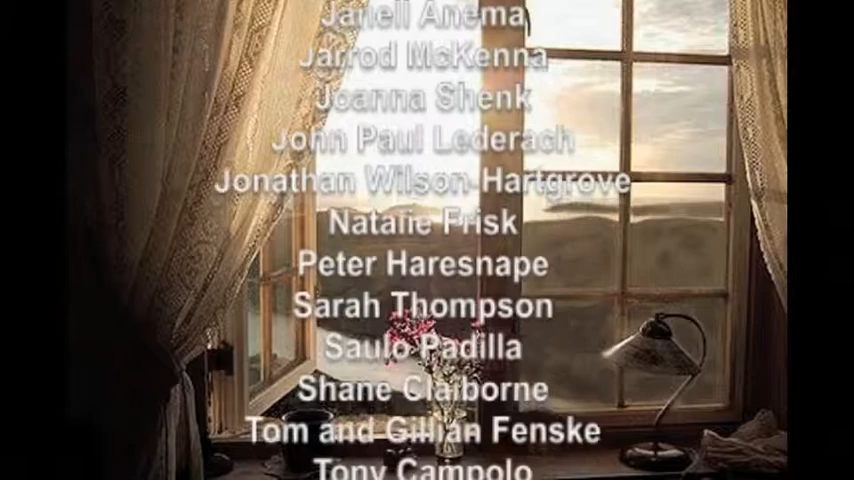 Janell Anema
Jarrod McKenna
Joanna Shenk
John Paul Lederach
Jonathan Wilson-Hartgrove
Natalie Frisk
Peter Haresnape
Sarah Thompson
Saulo Padilla
Shane Claiborne
Tom and Gillian Fenske
Tony Campolo